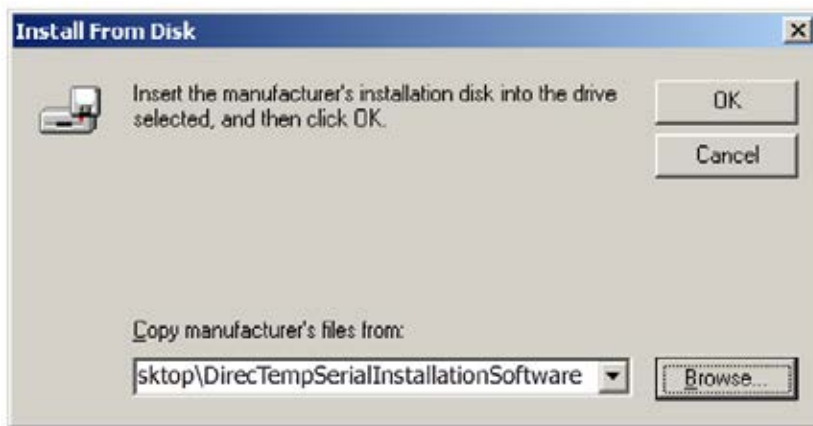 Install From Disk
Insert the manufacturer's installation disk into the drive
selected, and then click OK.
OK
Cancel
Copy manufacturer's files from:
sktop\DirecTempSerialInstallationSoftware
Browse...